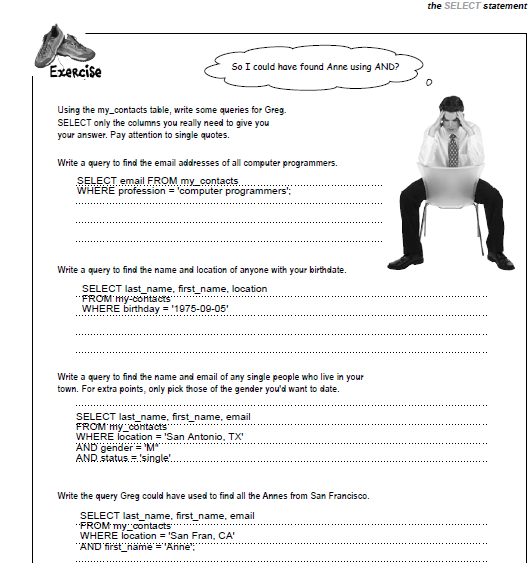 the SELECT statement
Exercise
So I could have found Anne using AND?
Using the my_contacts table, write some queries for Greg.
SELECT only the columns you really need to give you
your answer. Pay attention to single quotes.
Write a query to find the email addresses of all computer programmers.
SELECT email FROM my_contacts
WHERE profession = 'computer programmers';
Write a query to find the name and location of anyone with your birthdate.
SELECT last_name, first_name, location
FROM my-contacts
WHERE birthday = '1975-09-05'
Write a query to find the name and email of any single people who live in your
town. For extra points, only pick those of the gender you'd want to date.
SELECT last_name, first_name, email
FROM my_contacts
WHERE location = 'San Antonio, TX'
AND gender = 'M"
AND status = 'single'
Write the query Greg could have used to find all the Annes from San Francisco.
SELECT last_name, first_name, email
FROM my_contacts
WHERE location = 'San Fran, CA'
AND first_name = 'Anne';